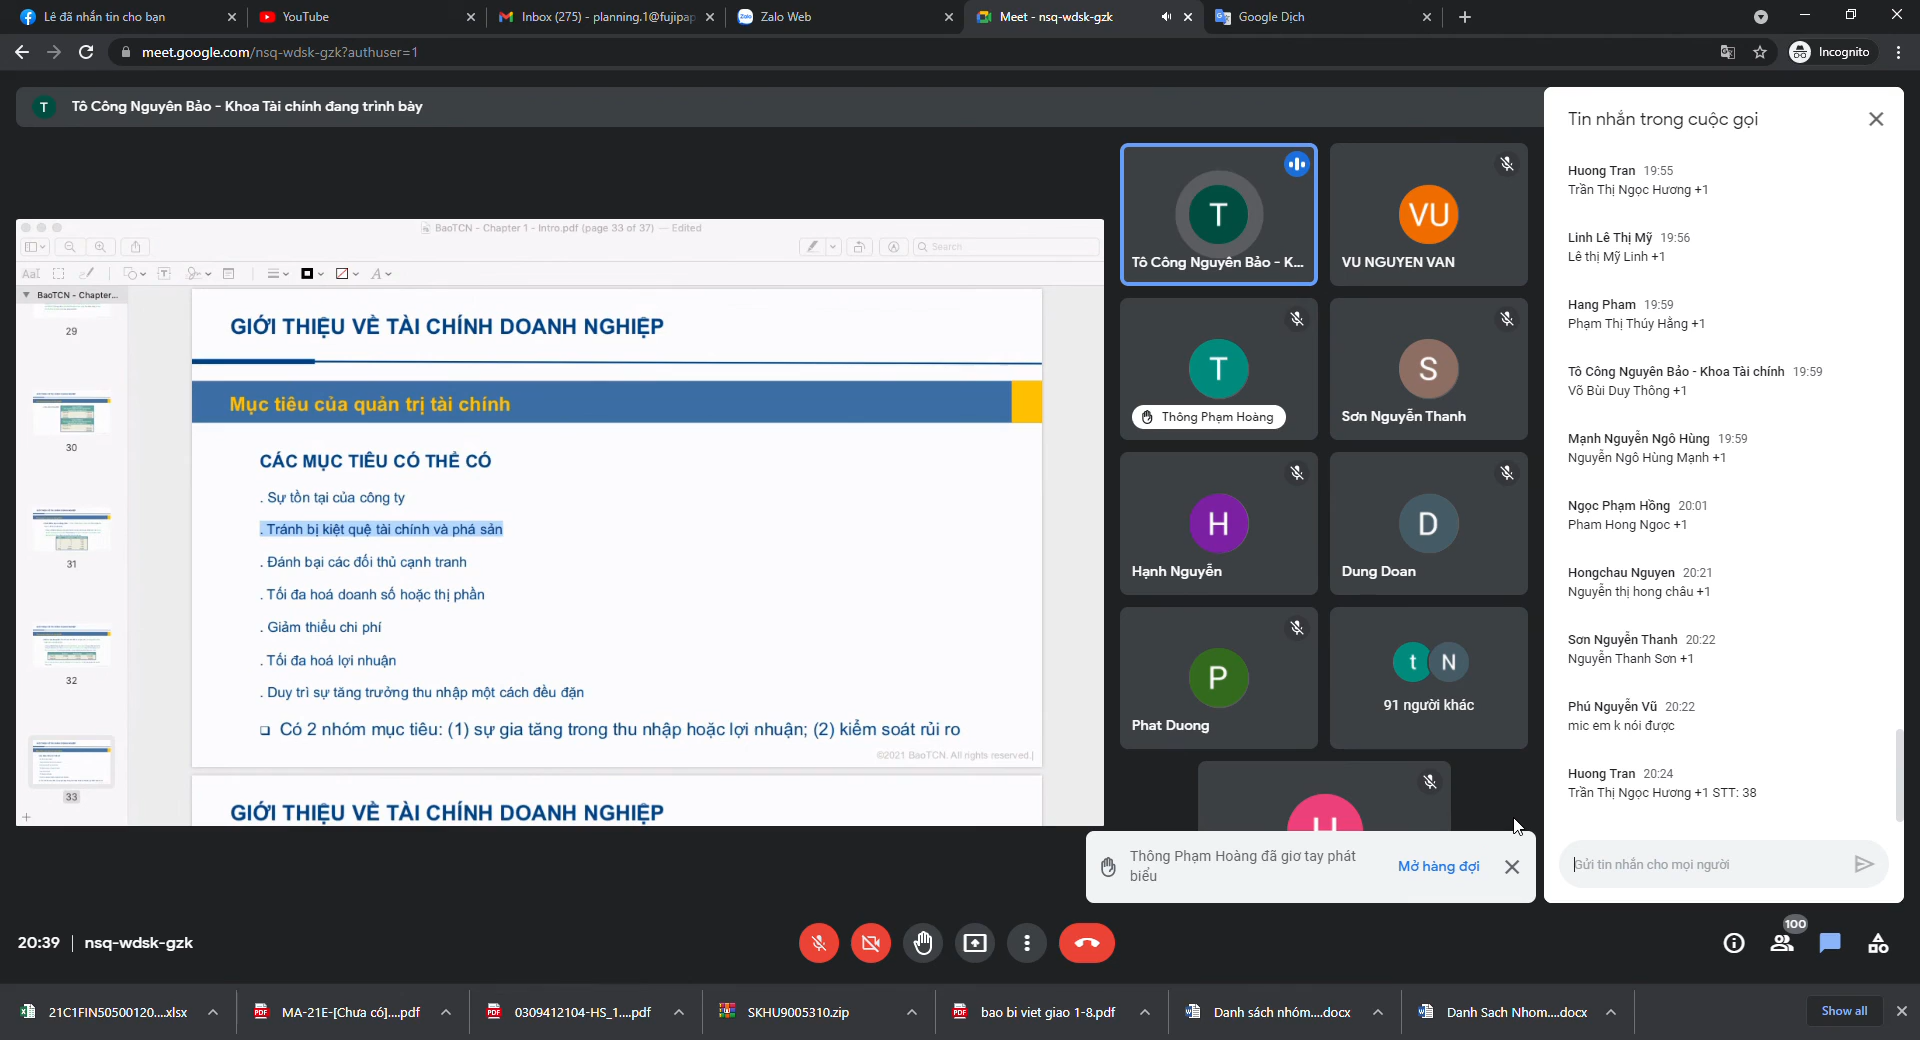 Lê đã nhắn tin cho bạn
YouTube
Inbox (275) - planning.1@fujipap
Zalo Web
Meet - nsq-wdsk-gzk
Google Dịch
meet.google.com/nsq-wdsk-gzk?authuser=1
Incognito
T
Tô Công Nguyên Bảo - Khoa Tài chính đang trình bày
BaoTCN - Chapter 1 - Intro.pdf (page 33 of 37) — Edited
Search
BaoTCN - Chapter...
29
30
31
32
33
GIỚI THIỆU VỀ TÀI CHÍNH DOANH NGHIỆP
Mục tiêu của quản trị tài chính
CÁC MỤC TIÊU CÓ THỂ CÓ
. Sự tồn tại của công ty
. Tránh bị kiệt quệ tài chính và phá sản
. Đánh bại các đối thủ cạnh tranh
. Tối đa hoá doanh số hoặc thị phần
. Giảm thiểu chi phí
. Tối đa hoá lợi nhuận
. Duy trì sự tăng trưởng thu nhập một cách đều đặn
❑ Có 2 nhóm mục tiêu: (1) sự gia tăng trong thu nhập hoặc lợi nhuận; (2) kiểm soát rủi ro
©2021 BaoTCN. All rights reserved.|
GIỚI THIỆU VỀ TÀI CHÍNH DOANH NGHIỆP
T
Tô Công Nguyên Bảo - K...
VU
VU NGUYEN VAN
T
Thông Phạm Hoàng
S
Sơn Nguyễn Thanh
H
Hạnh Nguyễn
D
Dung Doan
P
Phat Duong
t N
91 người khác
H
Thông Phạm Hoàng đã giơ tay phát
biểu
Mở hàng đợi
Tin nhắn trong cuộc gọi
Huong Tran 19:55
Trần Thị Ngọc Hương +1
Linh Lê Thị Mỹ 19:56
Lê thị Mỹ Linh +1
Hang Pham 19:59
Phạm Thị Thúy Hằng +1
Tô Công Nguyên Bảo - Khoa Tài chính 19:59
Võ Bùi Duy Thông +1
Mạnh Nguyễn Ngô Hùng 19:59
Nguyễn Ngô Hùng Mạnh +1
Ngọc Phạm Hồng 20:01
Pham Hong Ngoc +1
Hongchau Nguyen 20:21
Nguyễn thị hong châu +1
Sơn Nguyễn Thanh 20:22
Nguyễn Thanh Sơn +1
Phú Nguyễn Vũ 20:22
mic em k nói được
Huong Tran 20:24
Trần Thị Ngọc Hương +1 STT: 38
Gửi tin nhắn cho mọi người
20:39 | nsq-wdsk-gzk
100
21C1FIN50500120....xlsx
MA-21E-[Chưa có]....pdf
0309412104-HS_1....pdf
SKHU9005310.zip
bao bi viet giao 1-8.pdf
Danh sách nhóm....docx
Danh Sach Nhom....docx
Show all